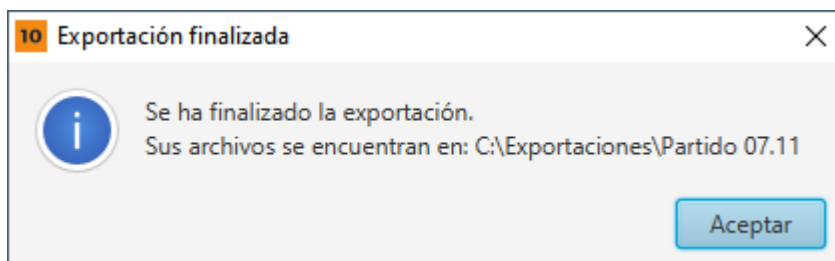 10 Exportación finalizada
Se ha finalizado la exportación.
Sus archivos se encuentran en: C:\Exportaciones\Partido 07.11
Aceptar